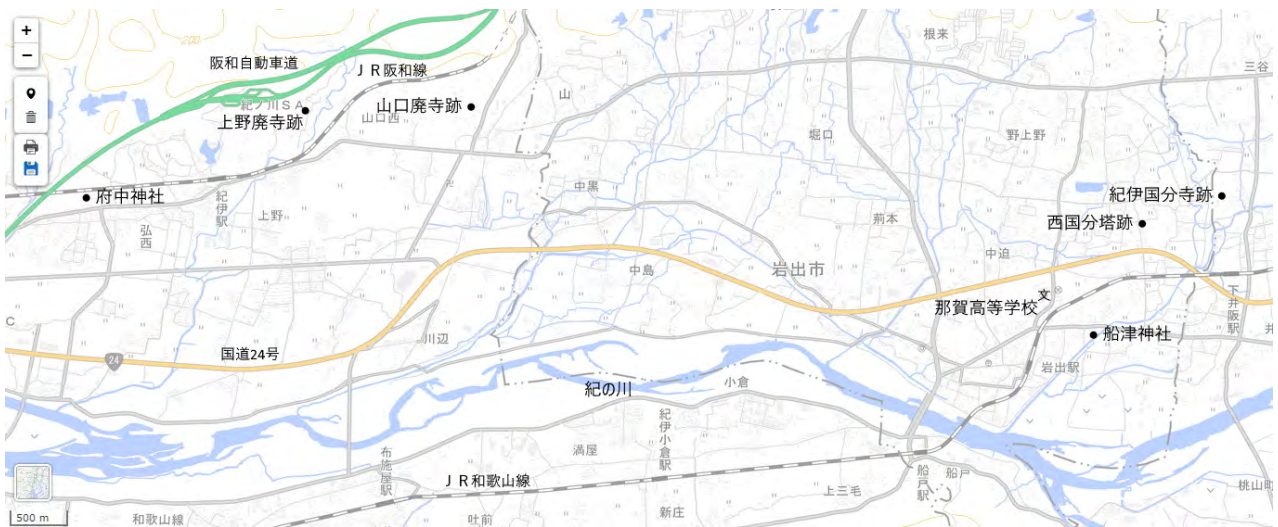 +
−
根来
200
三谷
阪和自動車道
JR阪和線
紀ノ川SA
山口廃寺跡
山
上野廃寺跡
山口西
堀口
野上野
府中神社
紀伊駅
中黒
紀伊国分寺跡
弘西
上野
荊本
西国分塔跡
中迫
中島
岩出市
那賀高等学校
文
下井阪駅
C
川辺
船津神社
井
24
国道24号
小倉
岩出駅
紀の川
紀伊小倉駅
布施屋駅
満屋
JR和歌山線
船戸駅
船戸
上三毛
桃山町
500 m
和歌山線
吐前
新庄